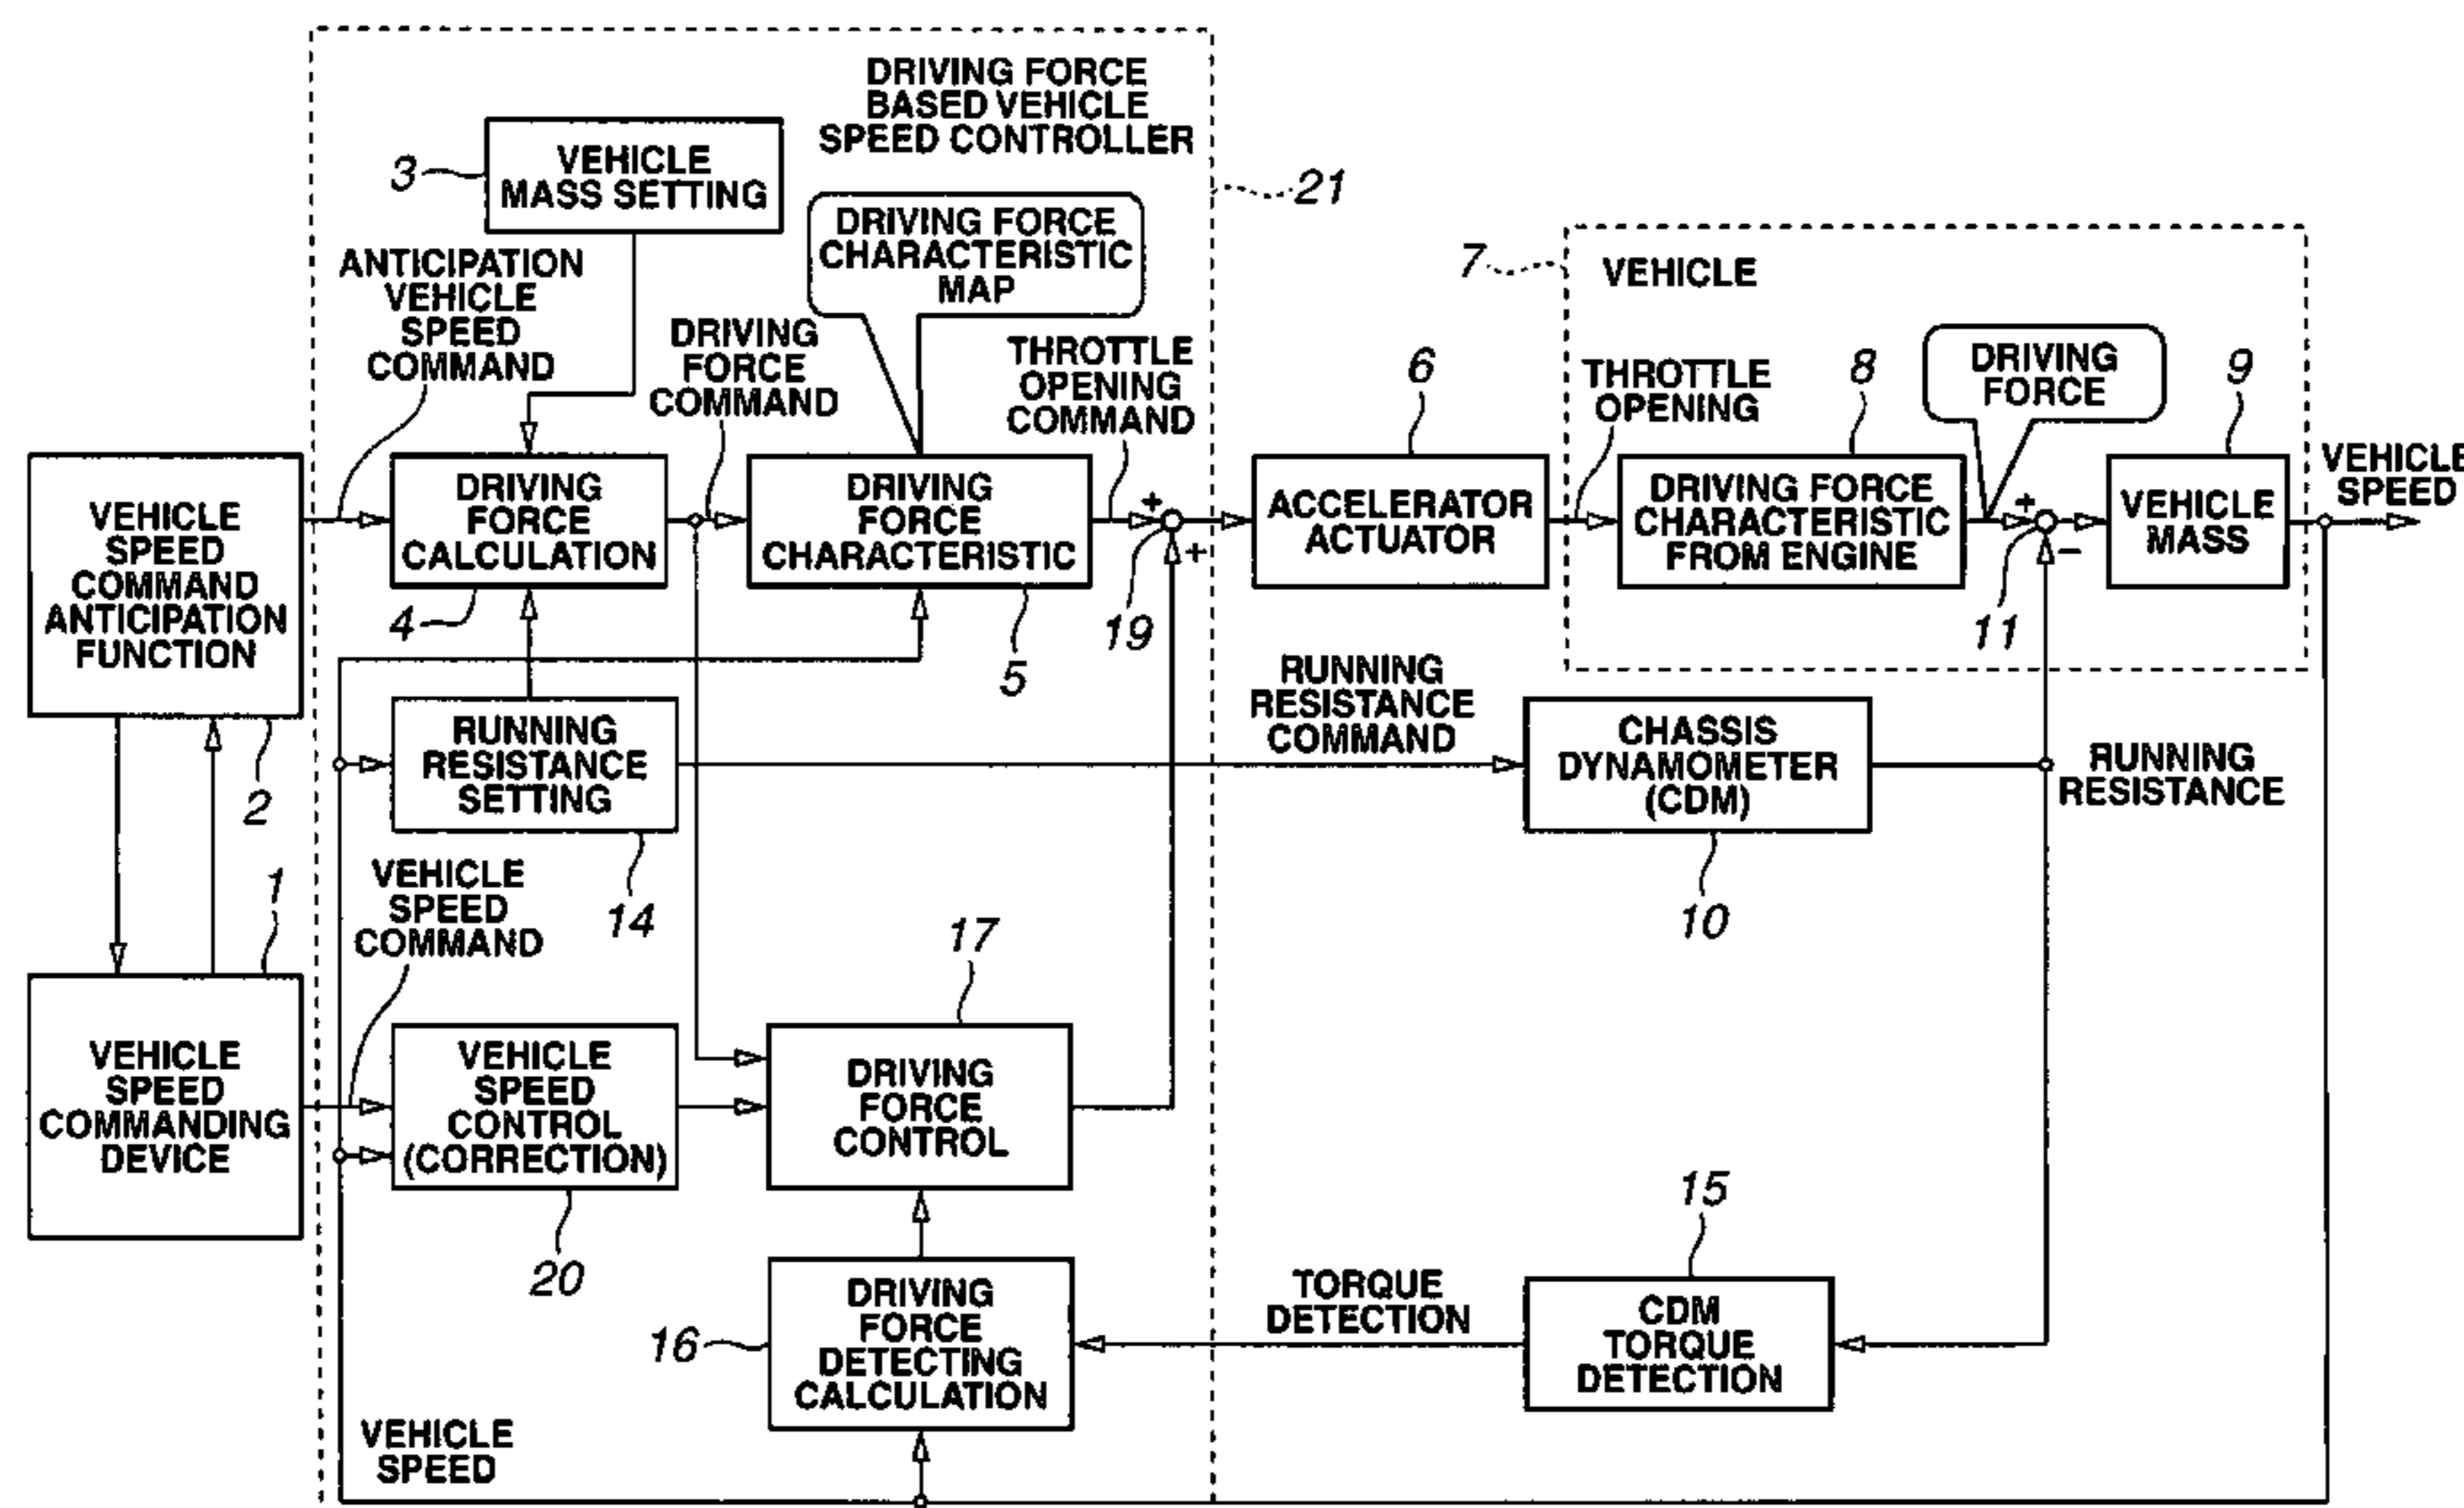 DRIVING FORCE
BASED VEHICLE
SPEED CONTROLLER
21
3
VEHICLE
MASS SETTING
DRIVING FORCE
CHARACTERISTIC
MAP
ANTICIPATION
VEHICLE
SPEED
COMMAND
DRIVING
FORCE
COMMAND
THROTTLE
OPENING
COMMAND
7
VEHICLE
6
THROTTLE
OPENING
8
DRIVING
FORCE
9
VEHICLE
SPEED
VEHICLE
SPEED
COMMAND
ANTICIPATION
FUNCTION
2
DRIVING
FORCE
CALCULATION
4
DRIVING
FORCE
CHARACTERISTIC
5
+
+
19
ACCELERATOR
ACTUATOR
DRIVING FORCE
CHARACTERISTIC
FROM ENGINE
+
−
11
VEHICLE
MASS
RUNNING
RESISTANCE
SETTING
14
RUNNING
RESISTANCE
COMMAND
CHASSIS
DYNAMOMETER
(CDM)
10
RUNNING
RESISTANCE
1
VEHICLE
SPEED
COMMAND
17
VEHICLE
SPEED
COMMANDING
DEVICE
VEHICLE
SPEED
CONTROL
(CORRECTION)
20
DRIVING
FORCE
CONTROL
15
16
DRIVING
FORCE
DETECTING
CALCULATION
TORQUE
DETECTION
CDM
TORQUE
DETECTION
VEHICLE
SPEED